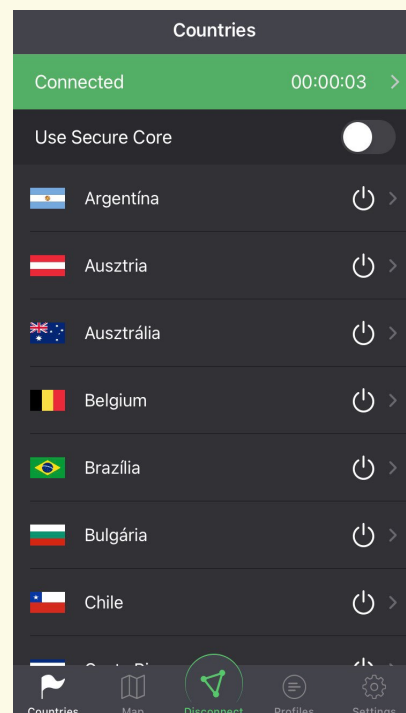 Countries
Connected 00:00:03
Use Secure Core
Argentína
Ausztria
Ausztrália
Belgium
Brazília
Bulgária
Chile
Countries Map Disconnect Profiles Settings